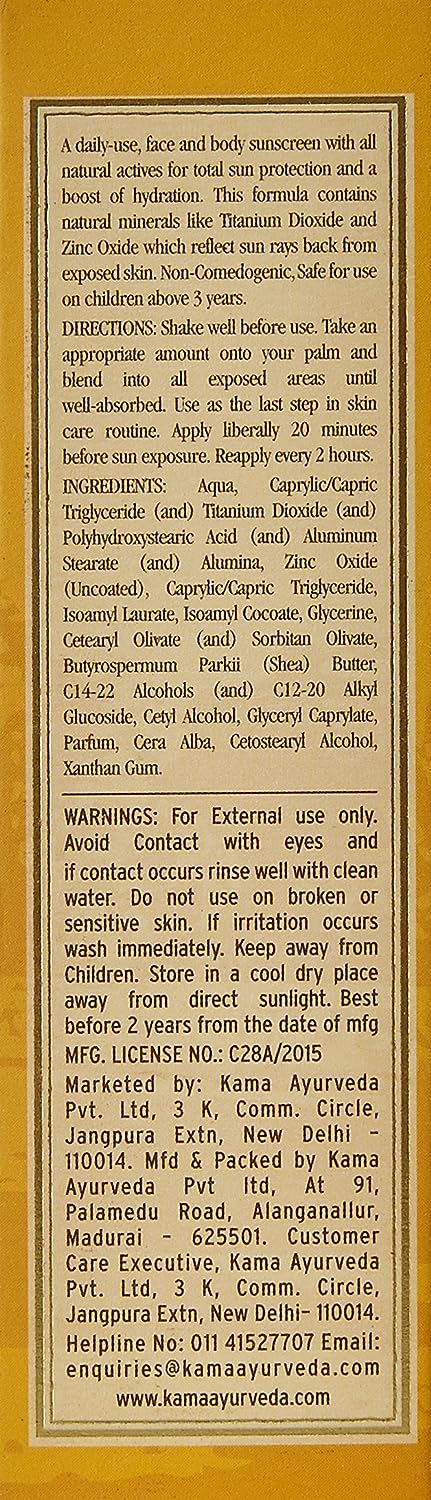 A daily-use, face and body sunscreen with all
natural actives for total sun protection and a
boost of hydration. This formula contains
natural minerals like Titanium Dioxide and
Zinc Oxide which reflect sun rays back from
exposed skin. Non-Comedogenic, Safe for use
on children above 3 years.
DIRECTIONS: Shake well before use. Take an
appropriate amount onto your palm and
blend into all exposed areas until
well-absorbed. Use as the last step in skin
care routine. Apply liberally 20 minutes
before sun exposure. Reapply every 2 hours.
INGREDIENTS: Aqua, Caprylic/Capric
Triglyceride (and) Titanium Dioxide (and)
Polyhydroxystearic Acid (and) Aluminum
Stearate (and) Alumina, Zinc Oxide
(Uncoated), Caprylic/Capric Triglyceride,
Isoamyl Laurate, Isoamyl Cocoate, Glycerine,
Cetearyl Olivate (and) Sorbitan Olivate,
Butyrospermum Parkii (Shea) Butter,
C14-22 Alcohols (and) C12-20 Alkyl
Glucoside, Cetyl Alcohol, Glyceryl Caprylate,
Parfum, Cera Alba, Cetostearyl Alcohol,
Xanthan Gum.
WARNINGS: For External use only.
Avoid Contact with eyes and
if contact occurs rinse well with clean
water. Do not use on broken or
sensitive skin. If irritation occurs
wash immediately. Keep away from
Children. Store in a cool dry place
away from direct sunlight. Best
before 2 years from the date of mfg
MFG. LICENSE NO.: C28A/2015
Marketed by: Kama Ayurveda
Pvt. Ltd, 3 K, Comm. Circle,
Jangpura Extn, New Delhi -
110014. Mfd & Packed by Kama
Ayurveda Pvt ltd, At 91,
Palamedu Road, Alanganallur,
Madurai - 625501. Customer
Care Executive, Kama Ayurveda
Pvt. Ltd, 3 K, Comm. Circle,
Jangpura Extn, New Delhi- 110014.
Helpline No: 011 41527707 Email:
enquiries@kamaayurveda.com
www.kamaayurveda.com